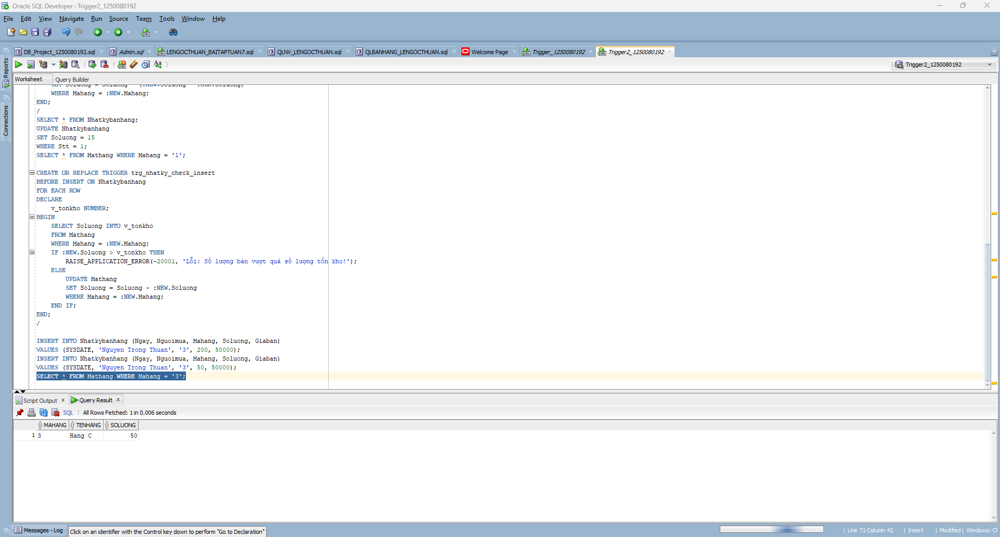 Oracle SQL Developer : Trigger2_1250080192
File Edit View Navigate Run Source Team Tools Window Help
DB_Project_1250080192.sql Admin.sql LENGOCTHUAN_BAITAPTUAN7.sql QLNV_LENGOCTHUAN.sql QLBANHANG_LENGOCTHUAN.sql Welcome Page Trigger_1250080192 Trigger2_1250080192
Reports
Connections
Trigger2_1250080192
Worksheet Query Builder
WHERE Mahang = :NEW.Mahang;
END;
/
SELECT * FROM Nhatkybanhang;
UPDATE Nhatkybanhang
SET Soluong = 15
WHERE Stt = 1;
SELECT * FROM Mathang WHERE Mahang = '1';
CREATE OR REPLACE TRIGGER trg_nhatky_check_insert
BEFORE INSERT ON Nhatkybanhang
FOR EACH ROW
DECLARE
v_tonkho NUMBER;
BEGIN
SELECT Soluong INTO v_tonkho
FROM Mathang
WHERE Mahang = :NEW.Mahang;
IF :NEW.Soluong > v_tonkho THEN
RAISE_APPLICATION_ERROR(-20001, 'Lỗi: Số lượng bán vượt quá số lượng tồn kho!');
ELSE
UPDATE Mathang
SET Soluong = Soluong - :NEW.Soluong
WHERE Mahang = :NEW.Mahang;
END IF;
END;
/
INSERT INTO Nhatkybanhang (Ngay, Nguoimua, Mahang, Soluong, Giaban)
VALUES (SYSDATE, 'Nguyen Trong Thuan', '3', 200, 50000);
INSERT INTO Nhatkybanhang (Ngay, Nguoimua, Mahang, Soluong, Giaban)
VALUES (SYSDATE, 'Nguyen Trong Thuan', '3', 50, 50000);
SELECT * FROM Mathang WHERE Mahang = '3';
Script Output x Query Result x
SQL | All Rows Fetched: 1 in 0.006 seconds
MAHANG TENHANG SOLUONG
1 3 Hang C 50
Messages - Log Click on an identifier with the Control key down to perform "Go to Declaration" | Line 71 Column 42 | Insert | Modified | Windows: